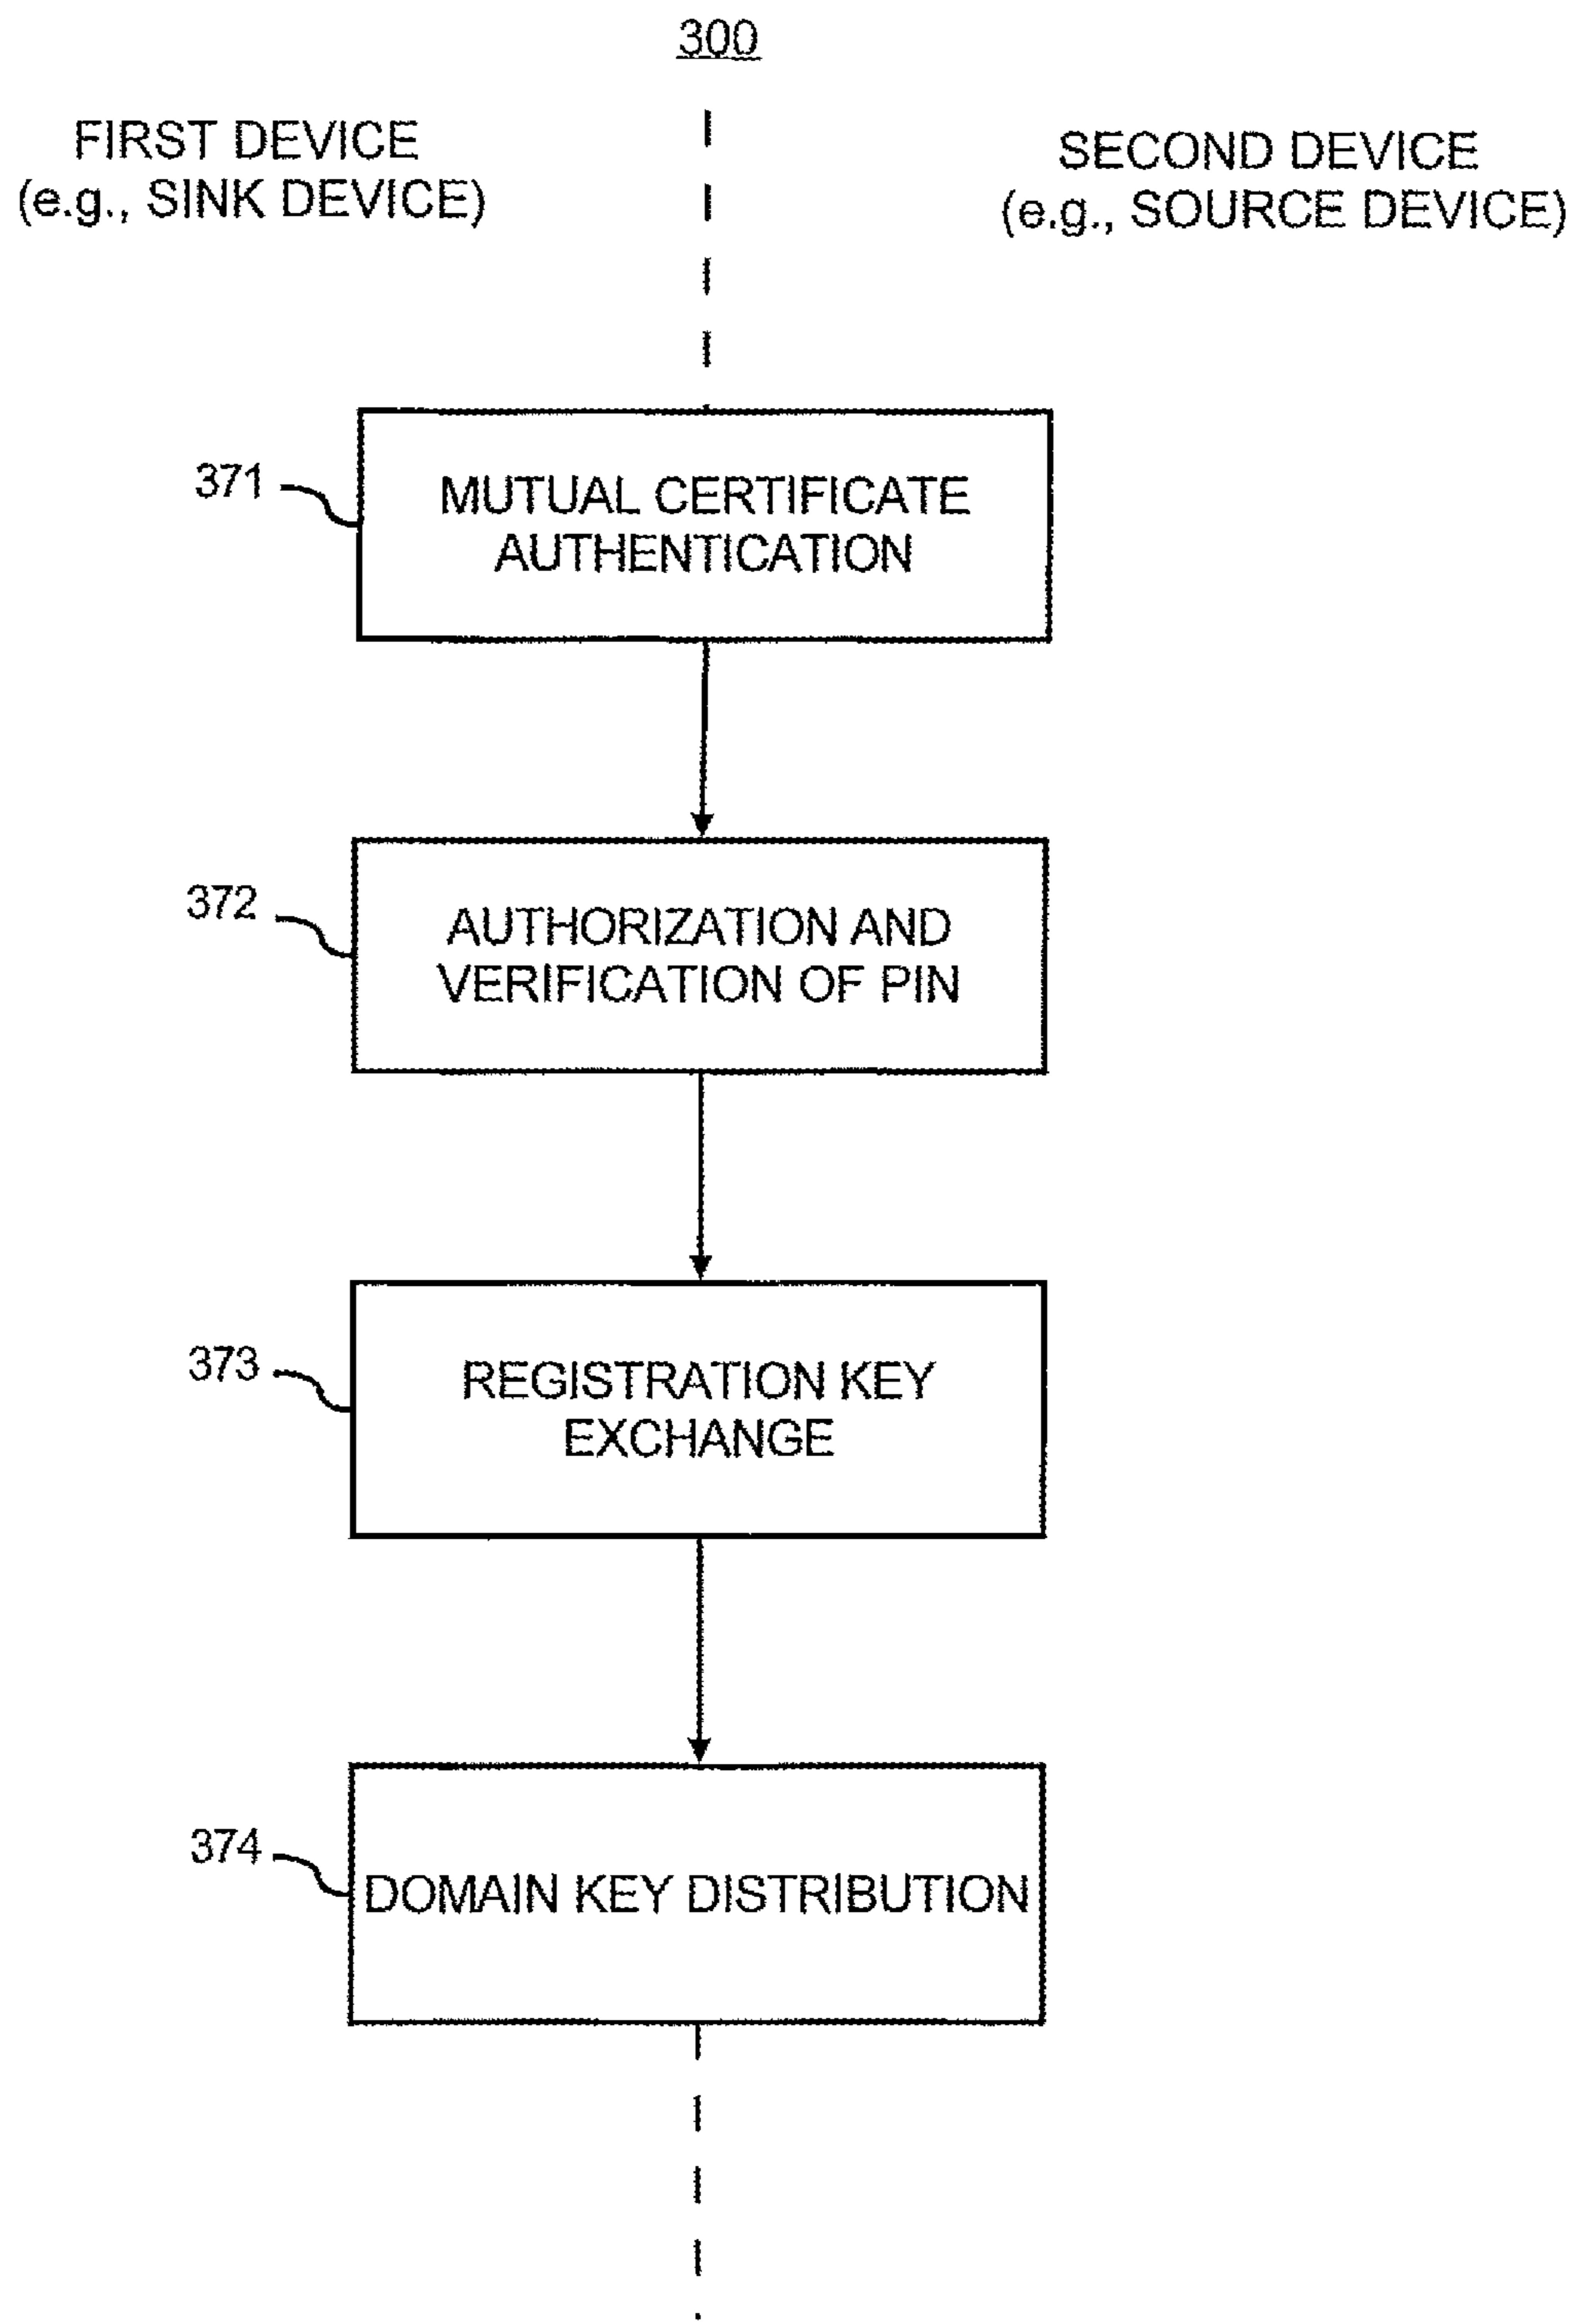 300
FIRST DEVICE
(e.g., SINK DEVICE)
SECOND DEVICE
(e.g., SOURCE DEVICE)
371
MUTUAL CERTIFICATE
AUTHENTICATION
372
AUTHORIZATION AND
VERIFICATION OF PIN
373
REGISTRATION KEY
EXCHANGE
374
DOMAIN KEY DISTRIBUTION